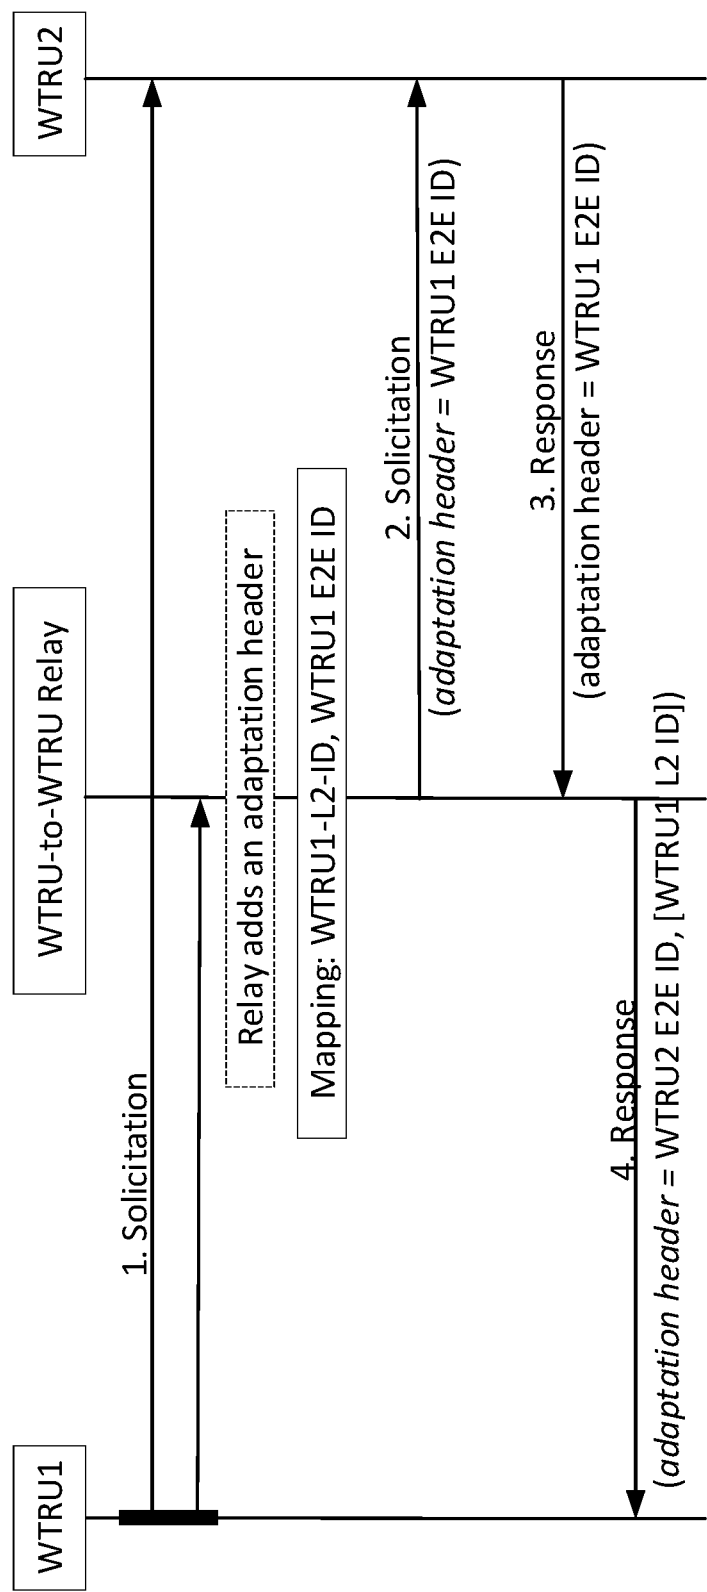 WTRU1
WTRU-to-WTRU Relay
WTRU2
1. Solicitation
Relay adds an adaptation header
Mapping: WTRU1-L2-ID, WTRU1 E2E ID
2. Solicitation
(adaptation header = WTRU1 E2E ID)
3. Response
(adaptation header = WTRU1 E2E ID)
4. Response
(adaptation header = WTRU2 E2E ID, [WTRU1 L2 ID])